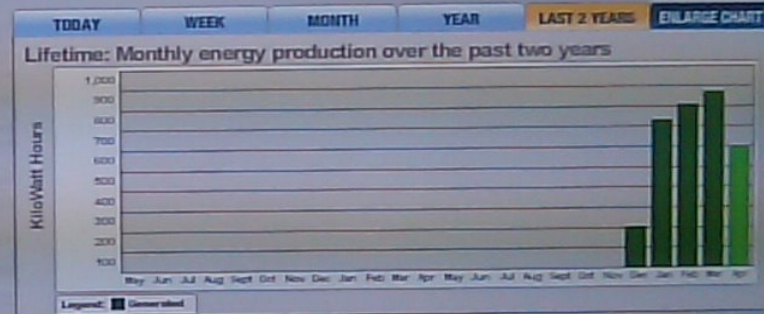 TODAY WEEK MONTH YEAR LAST 2 YEARS ENLARGE CHART
Lifetime: Monthly energy production over the past two years
KiloWatt Hours
1,000
900
800
700
600
500
400
300
200
100
May Jun Jul Aug Sept Oct Nov Dec Jan Feb Mar Apr May Jun Jul Aug Sept Oct Nov Dec Jan Feb Mar Apr
Legend: Generated